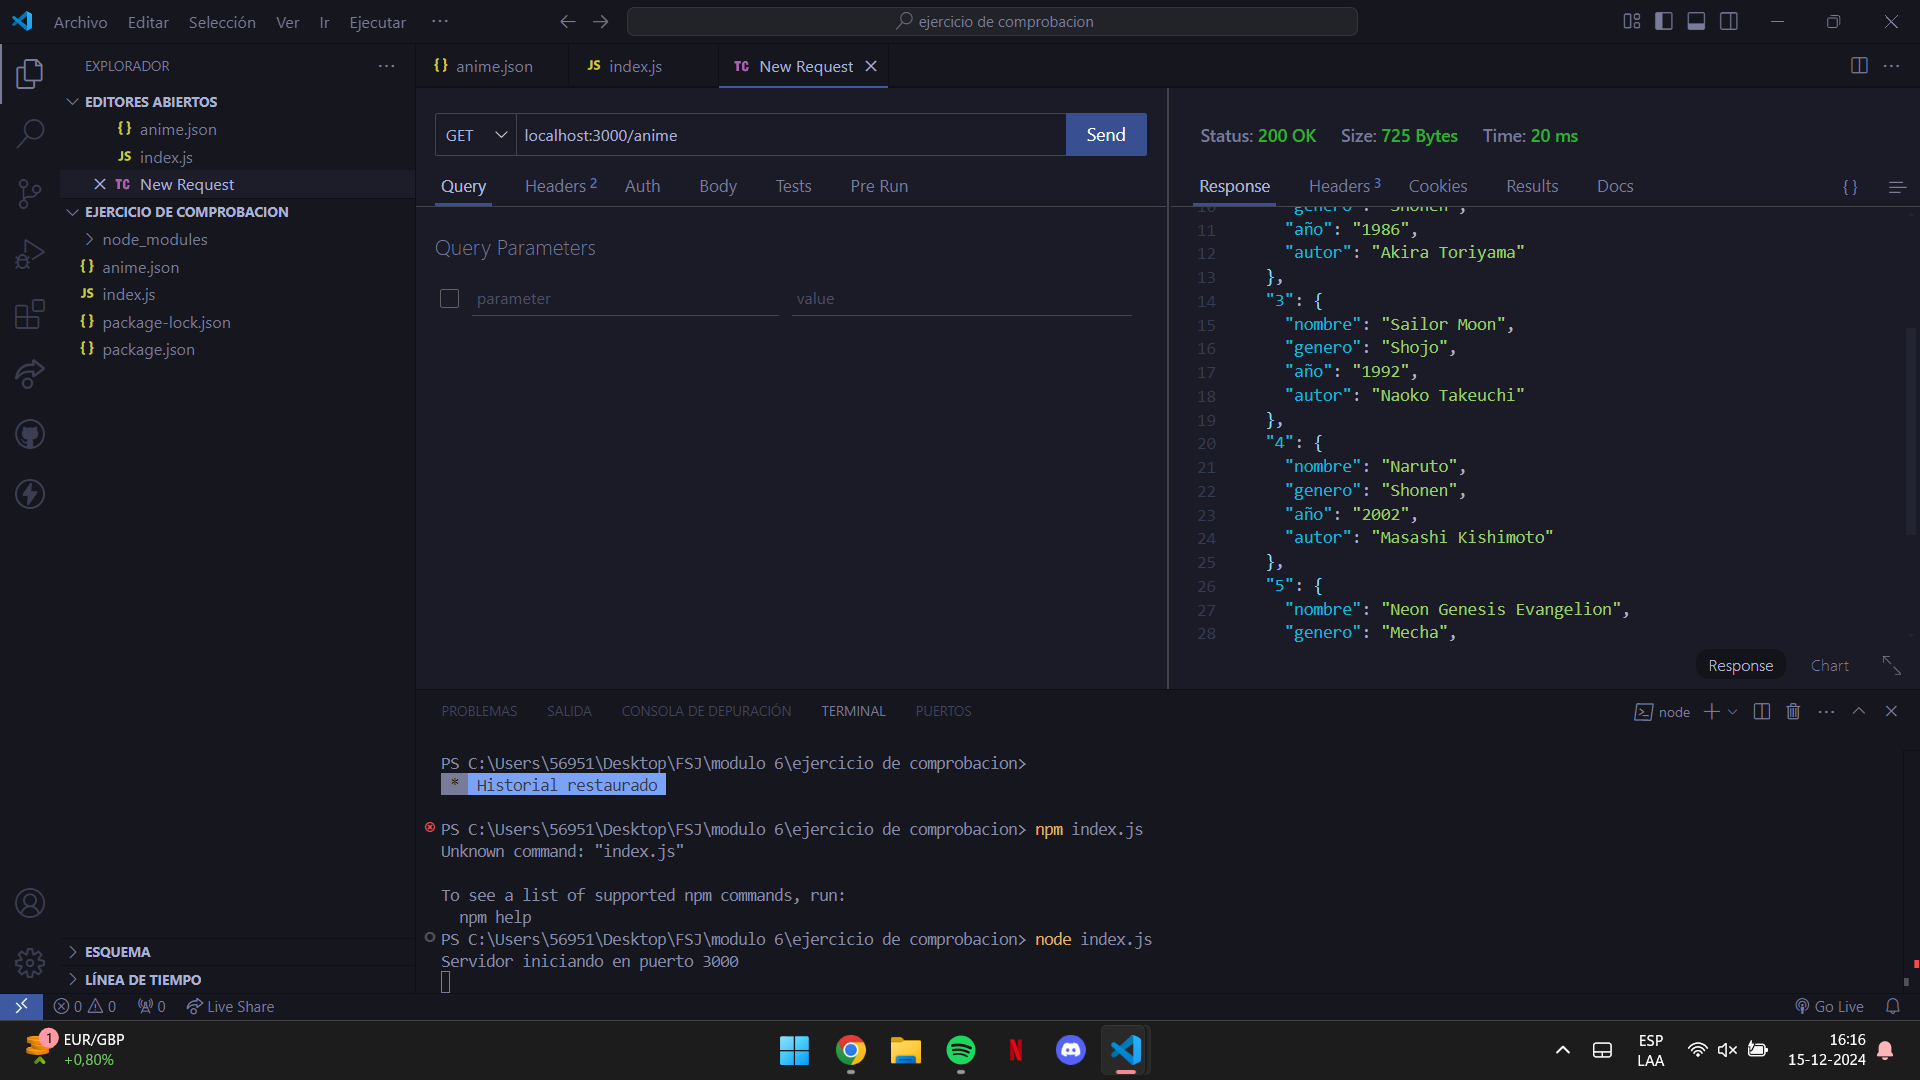 Archivo Editar Selección Ver Ir Ejecutar ···
ejercicio de comprobacion
EXPLORADOR
EDITORES ABIERTOS
{} anime.json
JS index.js
TC New Request
EJERCICIO DE COMPROBACION
node_modules
{} anime.json
JS index.js
{} package-lock.json
{} package.json
ESQUEMA
LÍNEA DE TIEMPO
{} anime.json
JS index.js
TC New Request
GET localhost:3000/anime Send
Query Headers 2 Auth Body Tests Pre Run
Query Parameters
parameter value
Status: 200 OK Size: 725 Bytes Time: 20 ms
Response Headers 3 Cookies Results Docs {}
10 "genero": "Shonen",
11 "año": "1986",
12 "autor": "Akira Toriyama"
13 },
14 "3": {
15 "nombre": "Sailor Moon",
16 "genero": "Shojo",
17 "año": "1992",
18 "autor": "Naoko Takeuchi"
19 },
20 "4": {
21 "nombre": "Naruto",
22 "genero": "Shonen",
23 "año": "2002",
24 "autor": "Masashi Kishimoto"
25 },
26 "5": {
27 "nombre": "Neon Genesis Evangelion",
28 "genero": "Mecha",
Response Chart
PROBLEMAS SALIDA CONSOLA DE DEPURACIÓN TERMINAL PUERTOS
node
PS C:\Users\56951\Desktop\FSJ\modulo 6\ejercicio de comprobacion>
* Historial restaurado
PS C:\Users\56951\Desktop\FSJ\modulo 6\ejercicio de comprobacion> npm index.js
Unknown command: "index.js"
To see a list of supported npm commands, run:
npm help
PS C:\Users\56951\Desktop\FSJ\modulo 6\ejercicio de comprobacion> node index.js
Servidor iniciando en puerto 3000
0 0 0 Live Share
Go Live
1 EUR/GBP
+0,80%
N
ESP
LAA
16:16
15-12-2024